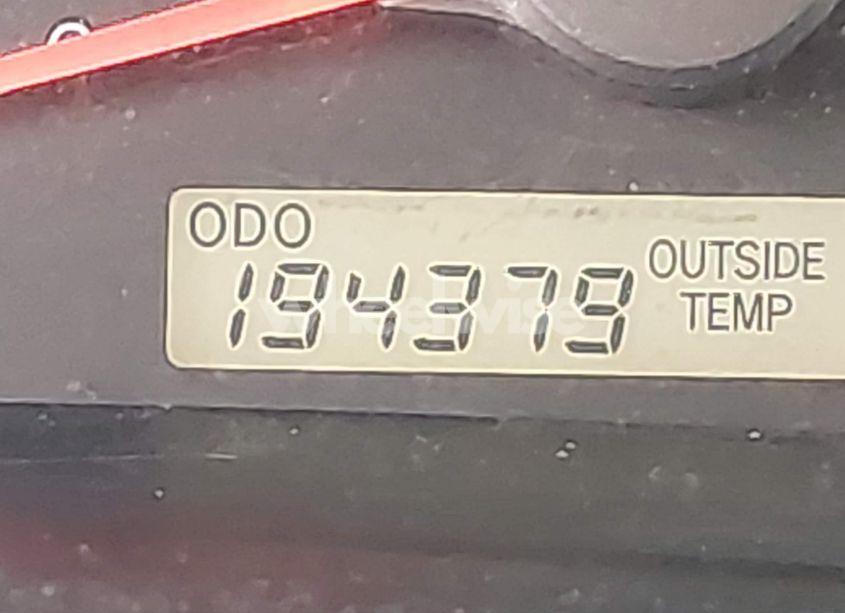 ODO
194379
OUTSIDE
TEMP